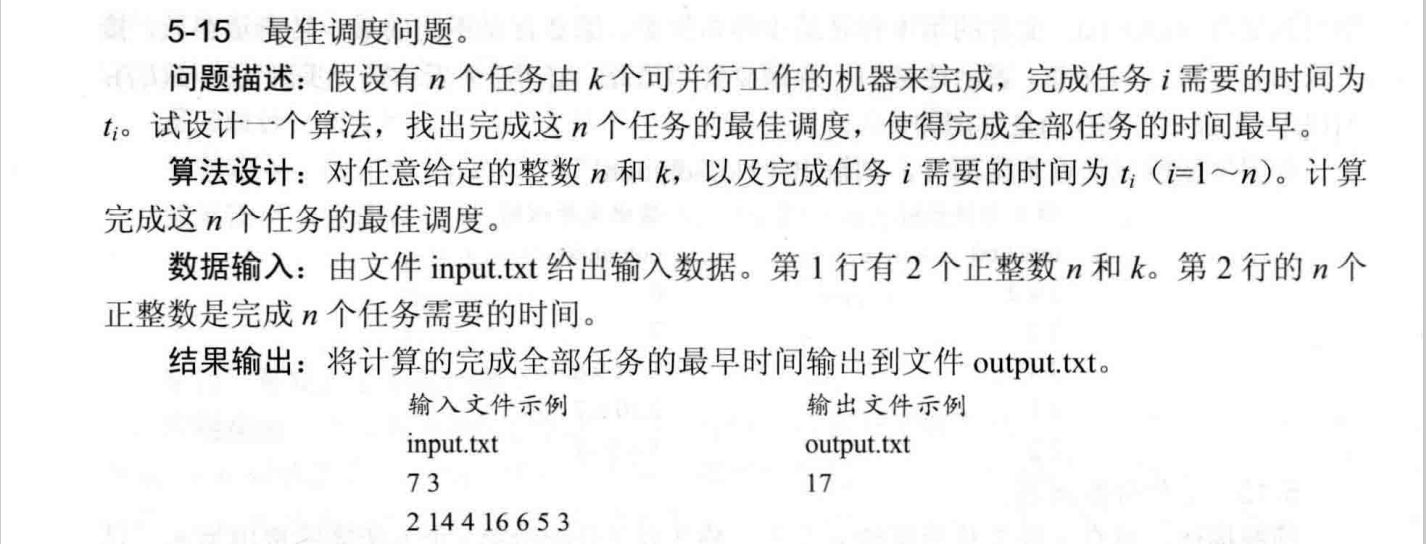 5-15 最佳调度问题。
问题描述：假设有 n 个任务由 k 个可并行工作的机器来完成，完成任务 i 需要的时间为
tᵢ。试设计一个算法，找出完成这 n 个任务的最佳调度，使得完成全部任务的时间最早。
算法设计：对任意给定的整数 n 和 k，以及完成任务 i 需要的时间为 tᵢ（i=1～n）。计算
完成这 n 个任务的最佳调度。
数据输入：由文件 input.txt 给出输入数据。第 1 行有 2 个正整数 n 和 k。第 2 行的 n 个
正整数是完成 n 个任务需要的时间。
结果输出：将计算的完成全部任务的最早时间输出到文件 output.txt。
输入文件示例 输出文件示例
input.txt output.txt
7 3 17
2 14 4 16 6 5 3